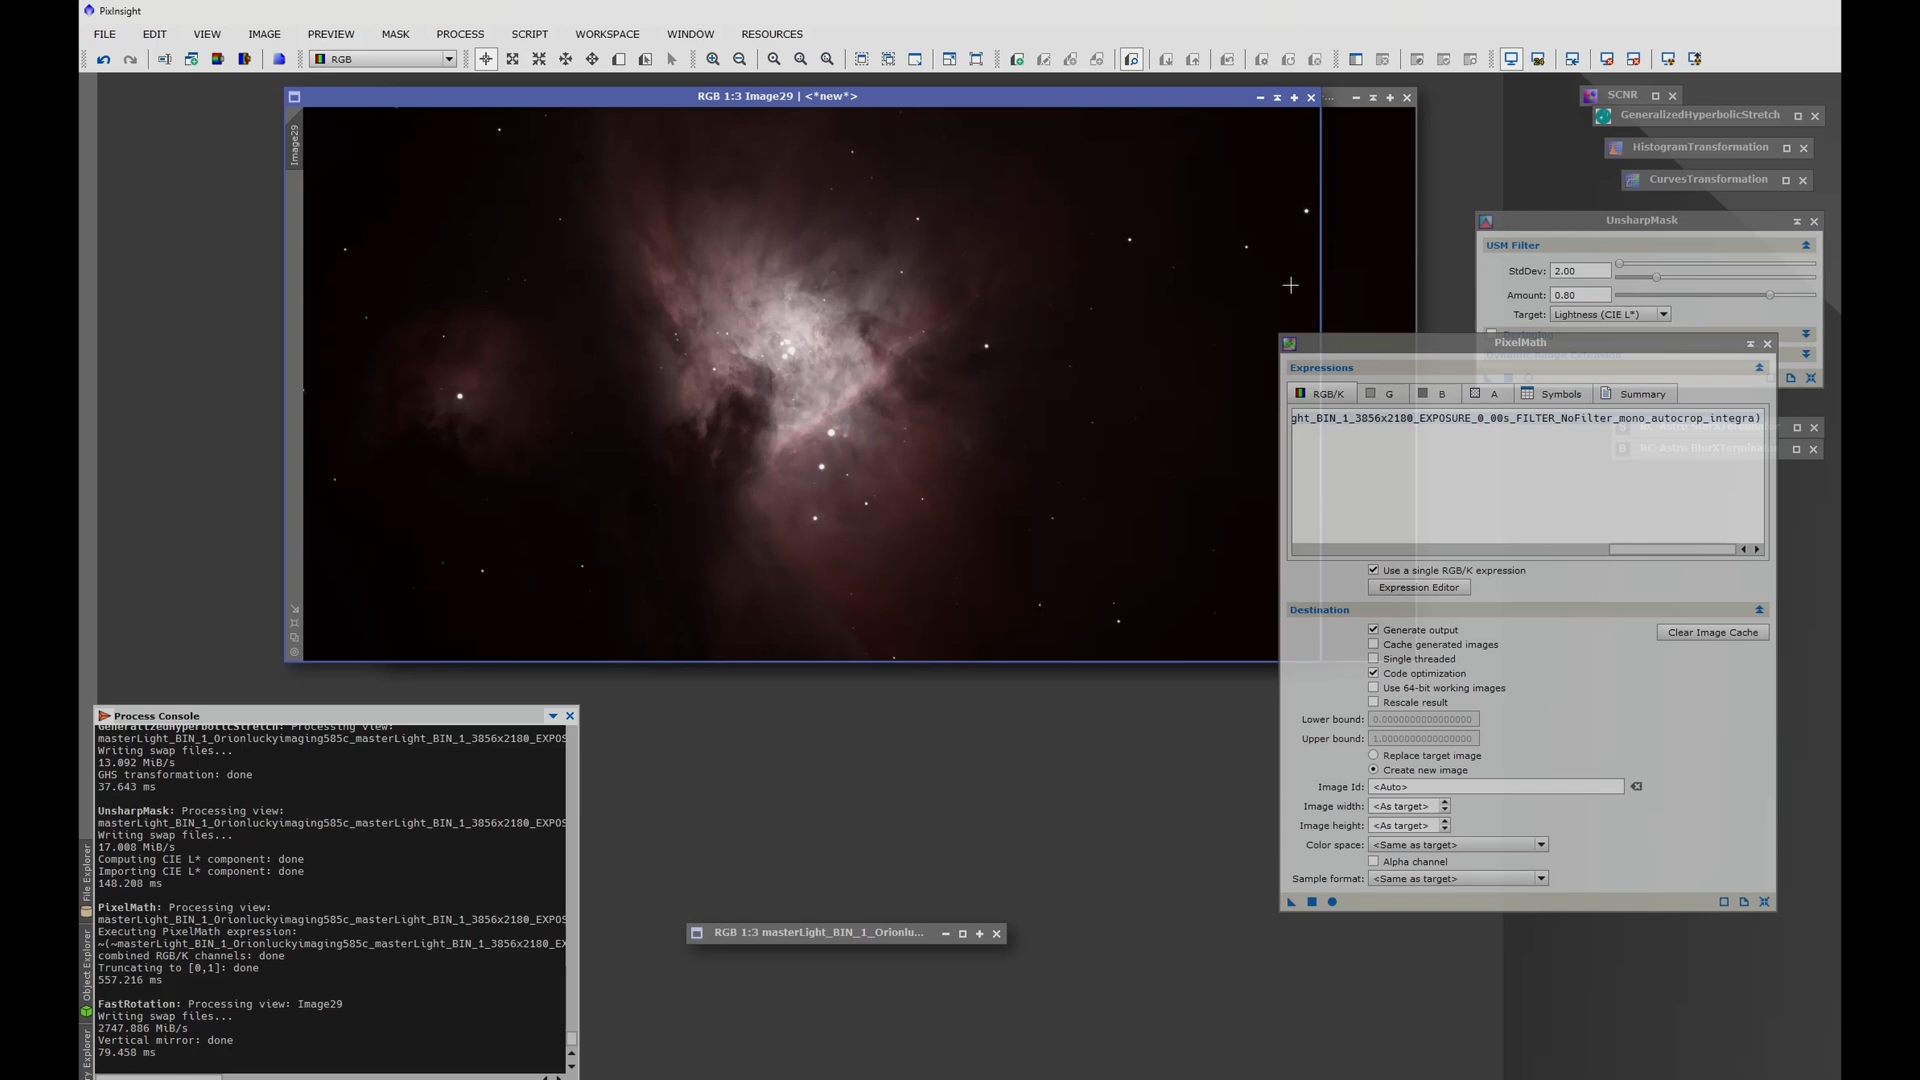 PixInsight
FILE EDIT VIEW IMAGE PREVIEW MASK PROCESS SCRIPT WORKSPACE WINDOW RESOURCES
RGB
RGB 1:3 Image29 | <*new*>
...
Image29
SCNR
GeneralizedHyperbolicStretch
HistogramTransformation
CurvesTransformation
UnsharpMask
USM Filter
StdDev: 2.00
Amount: 0.80
Target: Lightness (CIE L*)
PixelMath
Expressions
RGB/K G B A Symbols Summary
ght_BIN_1_3856x2180_EXPOSURE_0_00s_FILTER_NoFilter_mono_autocrop_integra)
Use a single RGB/K expression
Expression Editor
Destination
Generate output
Clear Image Cache
Cache generated images
Single threaded
Code optimization
Use 64-bit working images
Rescale result
Lower bound: 0.0000000000000000
Upper bound: 1.0000000000000000
Replace target image
Create new image
Image Id: <Auto>
Image width: <As target>
Image height: <As target>
Color space: <Same as target>
Alpha channel
Sample format: <Same as target>
RGB 1:3 masterLight_BIN_1_Orionlu...
Process Console
GeneralizedHyperbolicStretch: Processing view:
masterLight_BIN_1_Orionluckyimaging585c_masterLight_BIN_1_3856x2180_EXPOS
Writing swap files...
13.092 MiB/s
GHS transformation: done
37.643 ms
UnsharpMask: Processing view:
masterLight_BIN_1_Orionluckyimaging585c_masterLight_BIN_1_3856x2180_EXPOS
Writing swap files...
17.008 MiB/s
Computing CIE L* component: done
Importing CIE L* component: done
148.208 ms
PixelMath: Processing view:
masterLight_BIN_1_Orionluckyimaging585c_masterLight_BIN_1_3856x2180_EXPOS
Executing PixelMath expression:
~(~masterLight_BIN_1_Orionluckyimaging585c_masterLight_BIN_1_3856x2180_EX
combined RGB/K channels: done
Truncating to [0,1]: done
557.216 ms
FastRotation: Processing view: Image29
Writing swap files...
2747.886 MiB/s
Vertical mirror: done
79.458 ms
File Explorer
Object Explorer
ry Explorer